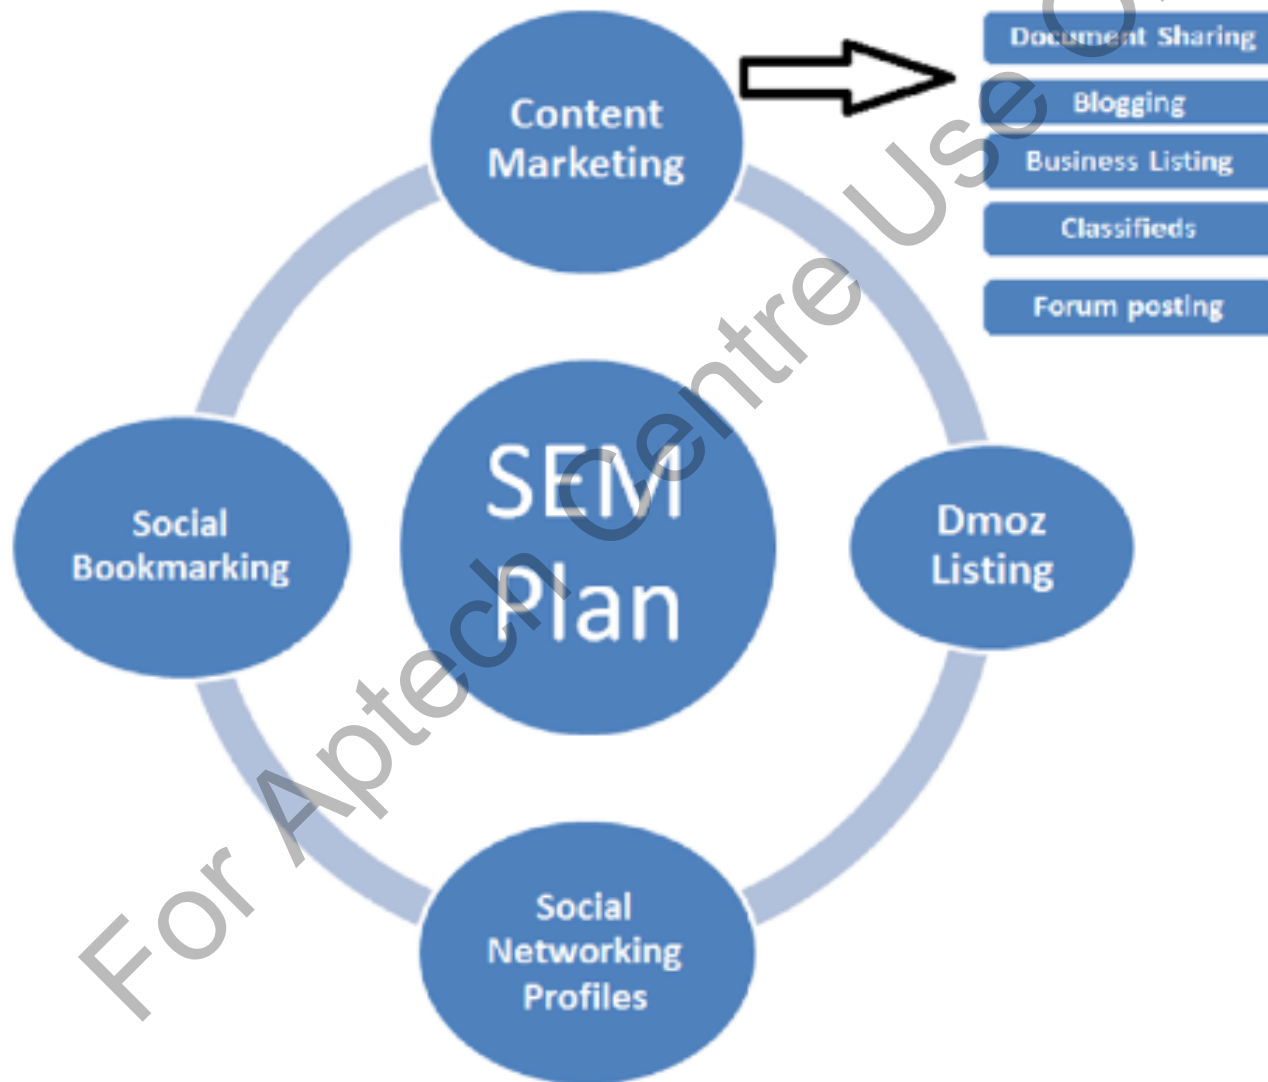 Content
Marketing
Document Sharing
Blogging
Business Listing
Classifieds
Forum posting
SEM
Plan
Social
Bookmarking
Dmoz
Listing
Social
Networking
Profiles
For Aptech Centre Use